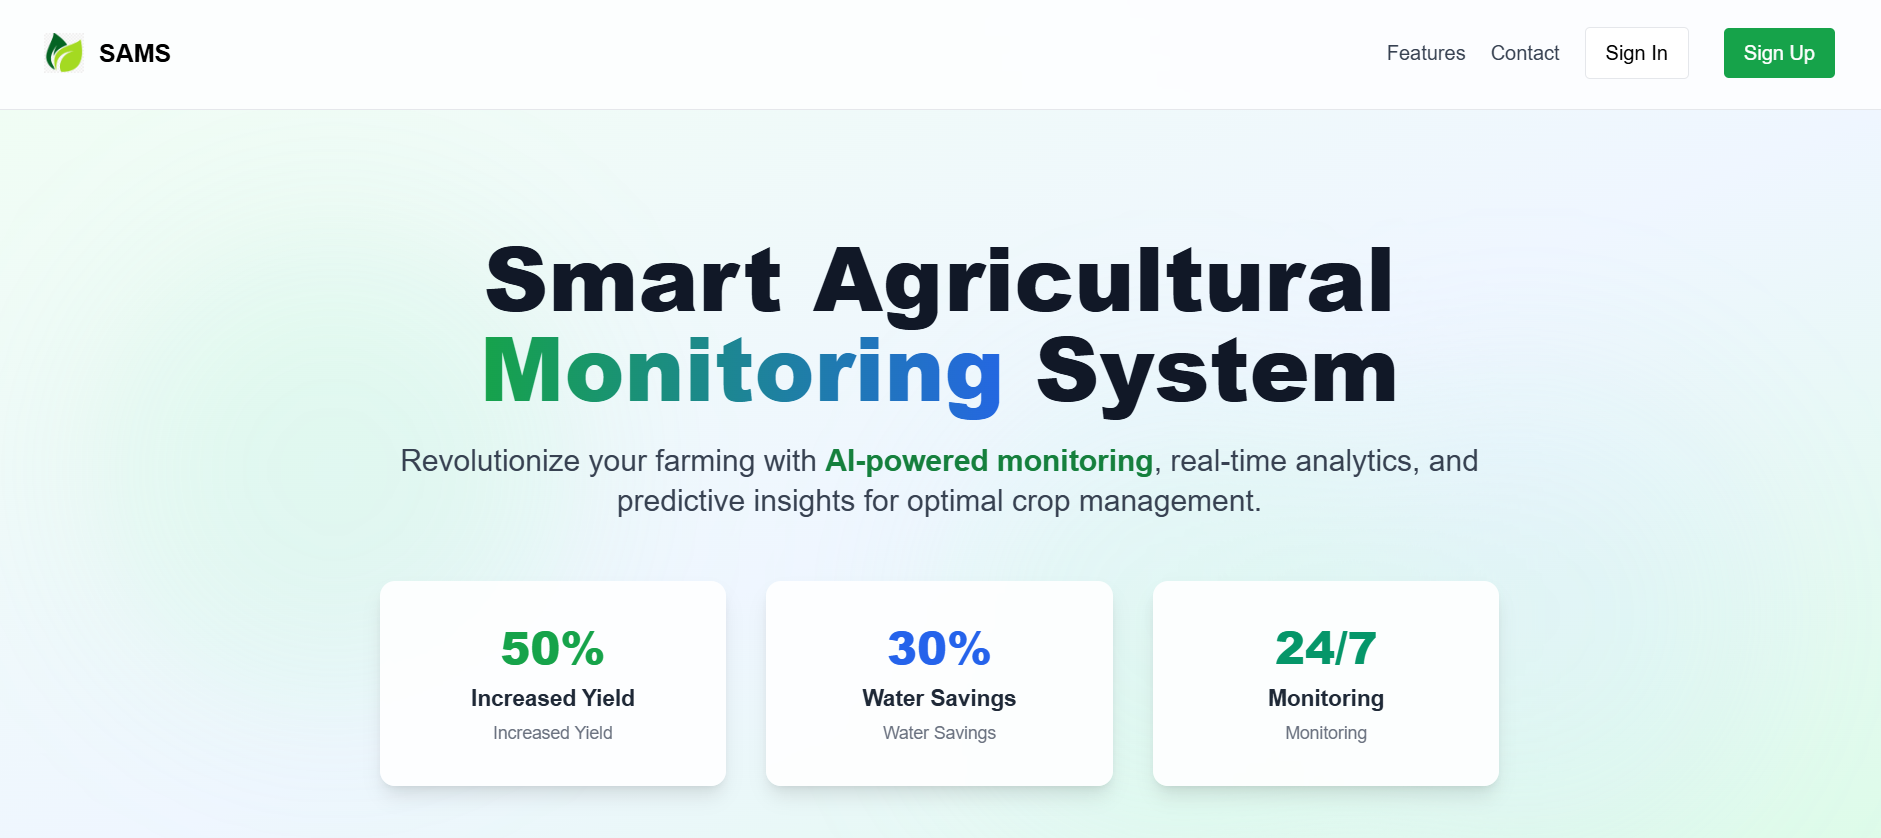 SAMS
Features
Contact
Sign In
Sign Up
Smart Agricultural
Monitoring System
Revolutionize your farming with AI-powered monitoring, real-time analytics, and
predictive insights for optimal crop management.
50%
Increased Yield
Increased Yield
30%
Water Savings
Water Savings
24/7
Monitoring
Monitoring